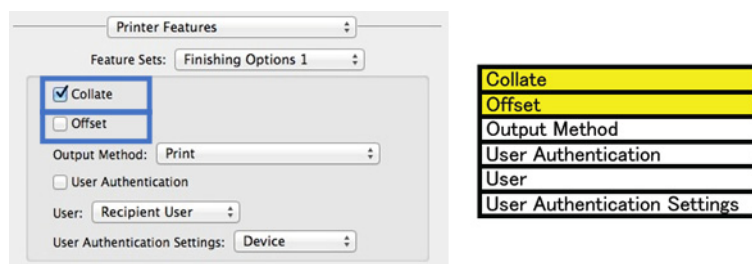 Printer Features
Feature Sets: Finishing Options 1
Collate
Offset
Output Method: Print
User Authentication
User: Recipient User
User Authentication Settings: Device
Collate
Offset
Output Method
User Authentication
User
User Authentication Settings